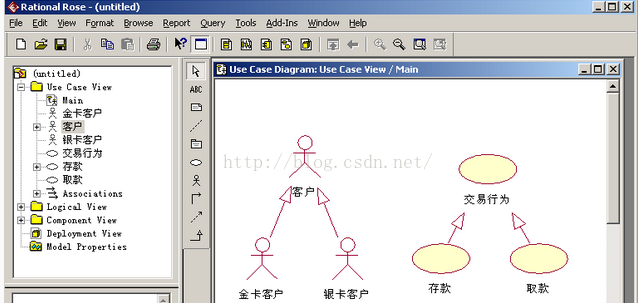 Rational Rose - (untitled)
File Edit View Format Browse Report Query Tools Add-Ins Window Help
(untitled)
Use Case View
Main
金卡客户
客户
银卡客户
交易行为
存款
取款
Associations
Logical View
Component View
Deployment View
Model Properties
ABC
Use Case Diagram: Use Case View / Main
http://blog.csdn.net/
客户
交易行为
金卡客户
银卡客户
存款
取款